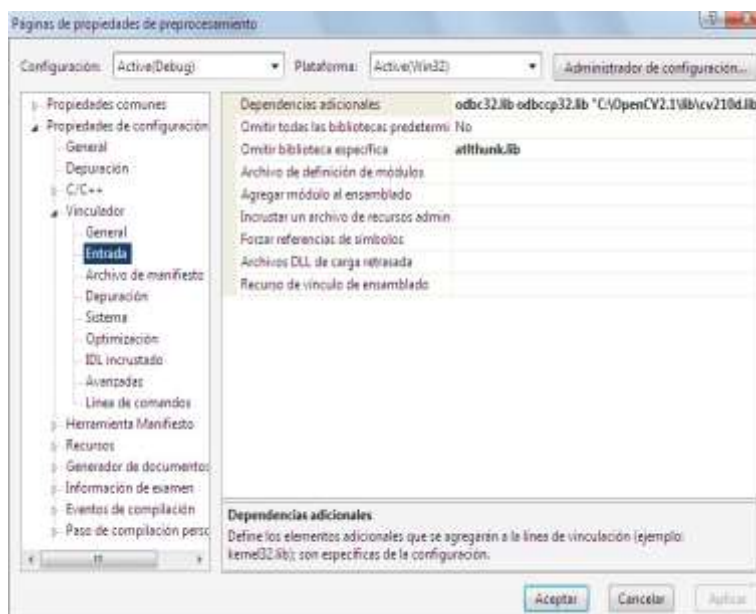 Páginas de propiedades de preprocesamiento
Configuración: Active(Debug) Plataforma: Active(Win32) Administrador de configuración...
Propiedades comunes
Propiedades de configuración
General
Depuración
C/C++
Vinculador
General
Entrada
Archivo de manifiesto
Depuración
Sistema
Optimización
IDL incrustado
Avanzadas
Línea de comandos
Herramienta Manifiesto
Recursos
Generador de documentos
Información de examen
Eventos de compilación
Paso de compilación perso
Dependencias adicionales odbc32.lib odbccp32.lib "C:\OpenCV2.1\lib\cv210d.lib
Omitir todas las bibliotecas predetermi No
Omitir biblioteca específica atlthunk.lib
Archivo de definición de módulos
Agregar módulo al ensamblado
Incrustar un archivo de recursos admin
Forzar referencias de símbolos
Archivos DLL de carga retrasada
Recurso de vínculo de ensamblado
Dependencias adicionales
Define los elementos adicionales que se agregarán a la línea de vinculación (ejemplo:
kernel32.lib); son específicas de la configuración.
Aceptar Cancelar Aplicar